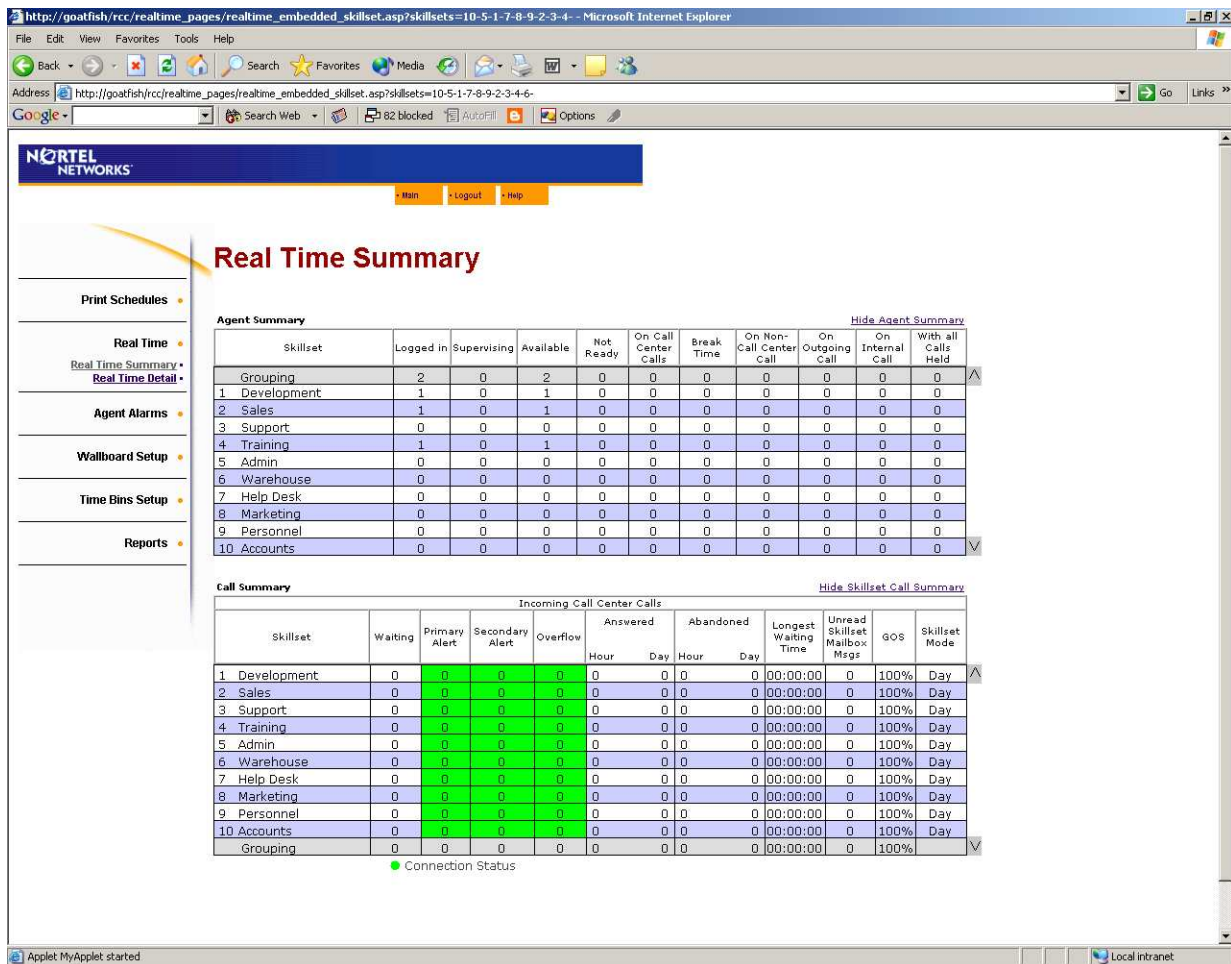 http://goatfish/rcc/realtime_pages/realtime_embedded_skillset.asp?skillsets=10-5-1-7-8-9-2-3-4- - Microsoft Internet Explorer
File Edit View Favorites Tools Help
Back Search Favorites Media
Address http://goatfish/rcc/realtime_pages/realtime_embedded_skillset.asp?skillsets=10-5-1-7-8-9-2-3-4-6- Go Links »
Google Search Web 82 blocked AutoFill Options
NORTEL
NETWORKS
Main Logout Help
Real Time Summary
Print Schedules
Real Time
Real Time Summary
Real Time Detail
Agent Alarms
Wallboard Setup
Time Bins Setup
Reports
Agent Summary Hide Agent Summary
Skillset Logged in Supervising Available Not Ready On Call Center Calls Break Time On Non-Call Center Call On Outgoing Call On Internal Call With all Calls Held
Grouping 2 0 2 0 0 0 0 0 0 0
1 Development 1 0 1 0 0 0 0 0 0 0
2 Sales 1 0 1 0 0 0 0 0 0 0
3 Support 0 0 0 0 0 0 0 0 0 0
4 Training 1 0 1 0 0 0 0 0 0 0
5 Admin 0 0 0 0 0 0 0 0 0 0
6 Warehouse 0 0 0 0 0 0 0 0 0 0
7 Help Desk 0 0 0 0 0 0 0 0 0 0
8 Marketing 0 0 0 0 0 0 0 0 0 0
9 Personnel 0 0 0 0 0 0 0 0 0 0
10 Accounts 0 0 0 0 0 0 0 0 0 0
Call Summary Hide Skillset Call Summary
Incoming Call Center Calls
Skillset Waiting Primary Alert Secondary Alert Overflow Answered Hour Day Abandoned Hour Day Longest Waiting Time Unread Skillset Mailbox Msgs GOS Skillset Mode
1 Development 0 0 0 0 0 0 0 0 00:00:00 0 100% Day
2 Sales 0 0 0 0 0 0 0 0 00:00:00 0 100% Day
3 Support 0 0 0 0 0 0 0 0 00:00:00 0 100% Day
4 Training 0 0 0 0 0 0 0 0 00:00:00 0 100% Day
5 Admin 0 0 0 0 0 0 0 0 00:00:00 0 100% Day
6 Warehouse 0 0 0 0 0 0 0 0 00:00:00 0 100% Day
7 Help Desk 0 0 0 0 0 0 0 0 00:00:00 0 100% Day
8 Marketing 0 0 0 0 0 0 0 0 00:00:00 0 100% Day
9 Personnel 0 0 0 0 0 0 0 0 00:00:00 0 100% Day
10 Accounts 0 0 0 0 0 0 0 0 00:00:00 0 100% Day
Grouping 0 0 0 0 0 0 0 0 00:00:00 0 100%
Connection Status
Applet MyApplet started Local intranet